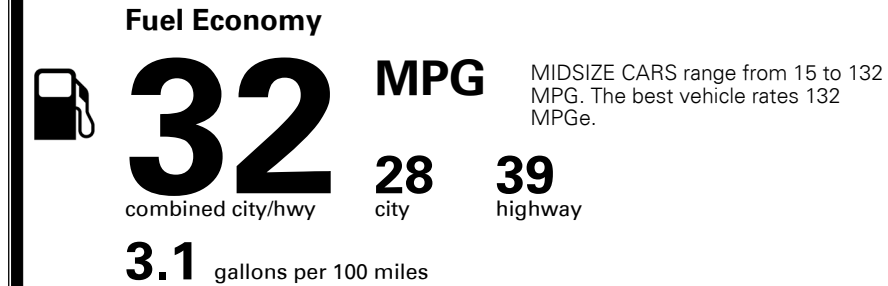 Fuel Economy
32 MPG
MIDSIZE CARS range from 15 to 132
MPG. The best vehicle rates 132
MPGe.
28 39
combined city/hwy city highway
3.1 gallons per 100 miles